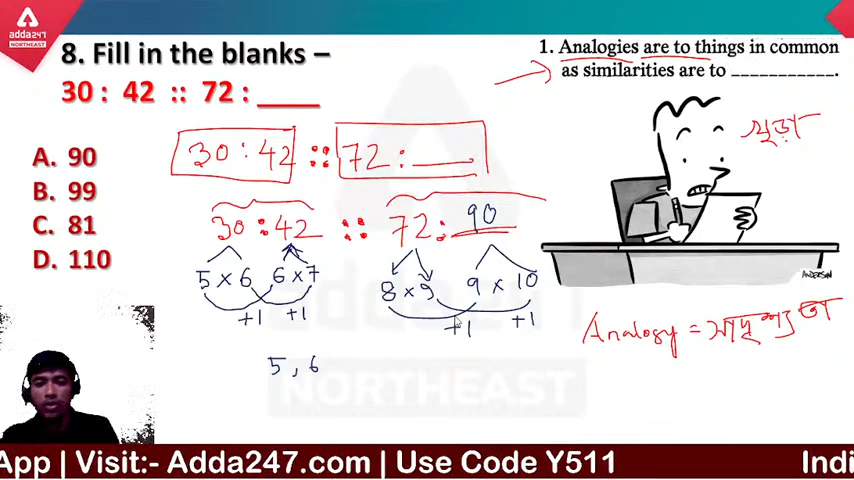 adda247
NORTHEAST
8. Fill in the blanks –
30 : 42 :: 72 : ____
A. 90
B. 99
C. 81
D. 110
30 : 42 :: 72 : ___
30 : 42 :: 72 : 90
5 × 6 6 × 7 8 × 9 9 × 10
+1 +1 +1 +1
5, 6
1. Analogies are to things in common
as similarities are to ____________.
ANDERSON
Analogy =
NORTHEAST
App | Visit:- Adda247.com | Use Code Y511
Indi